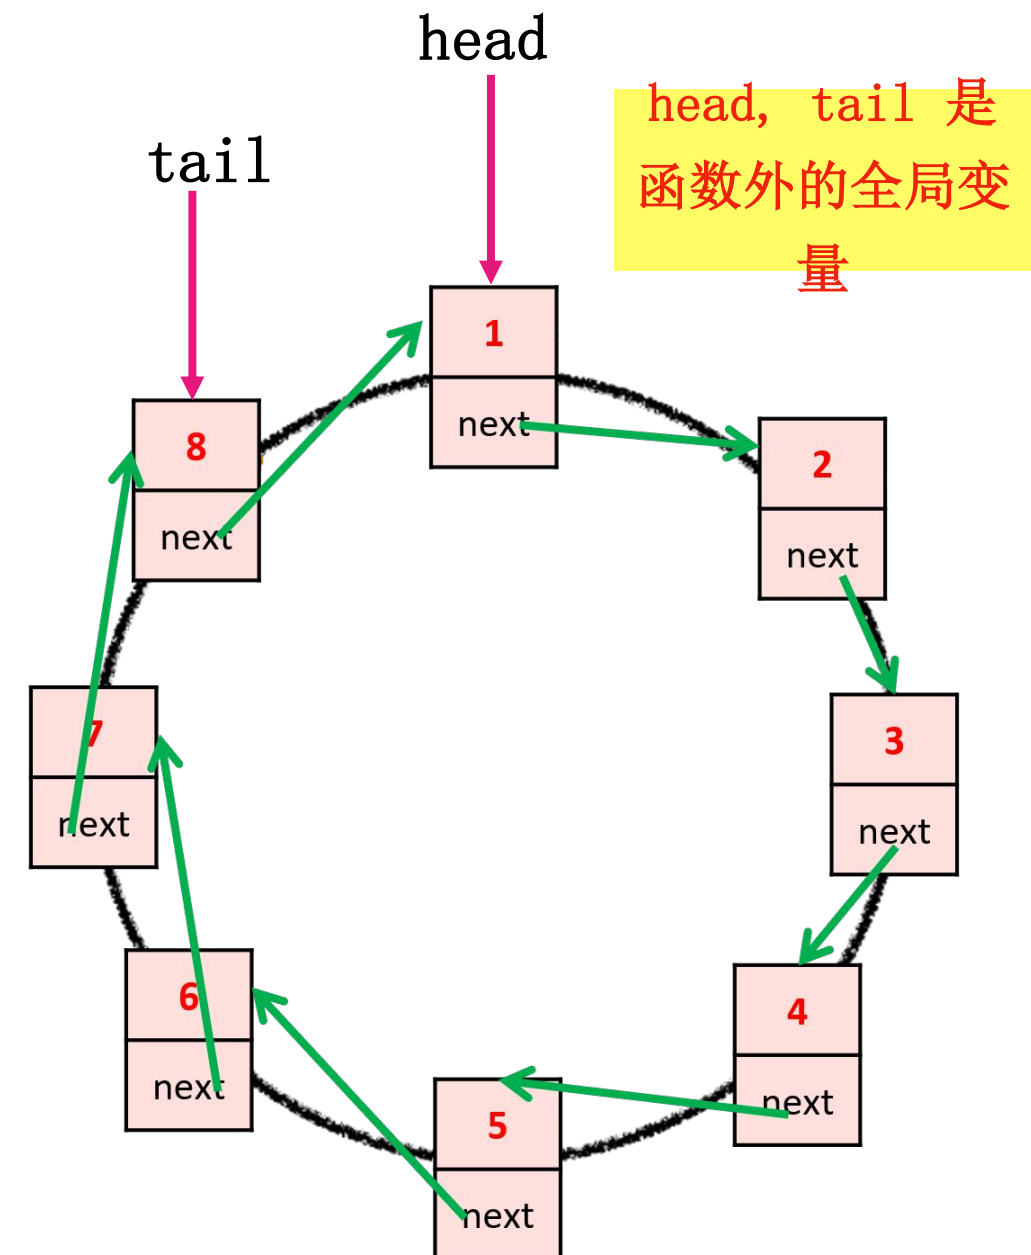 head
tail
head, tail 是
函数外的全局变
量
1
next
2
next
3
next
4
next
5
next
6
next
7
next
8
next